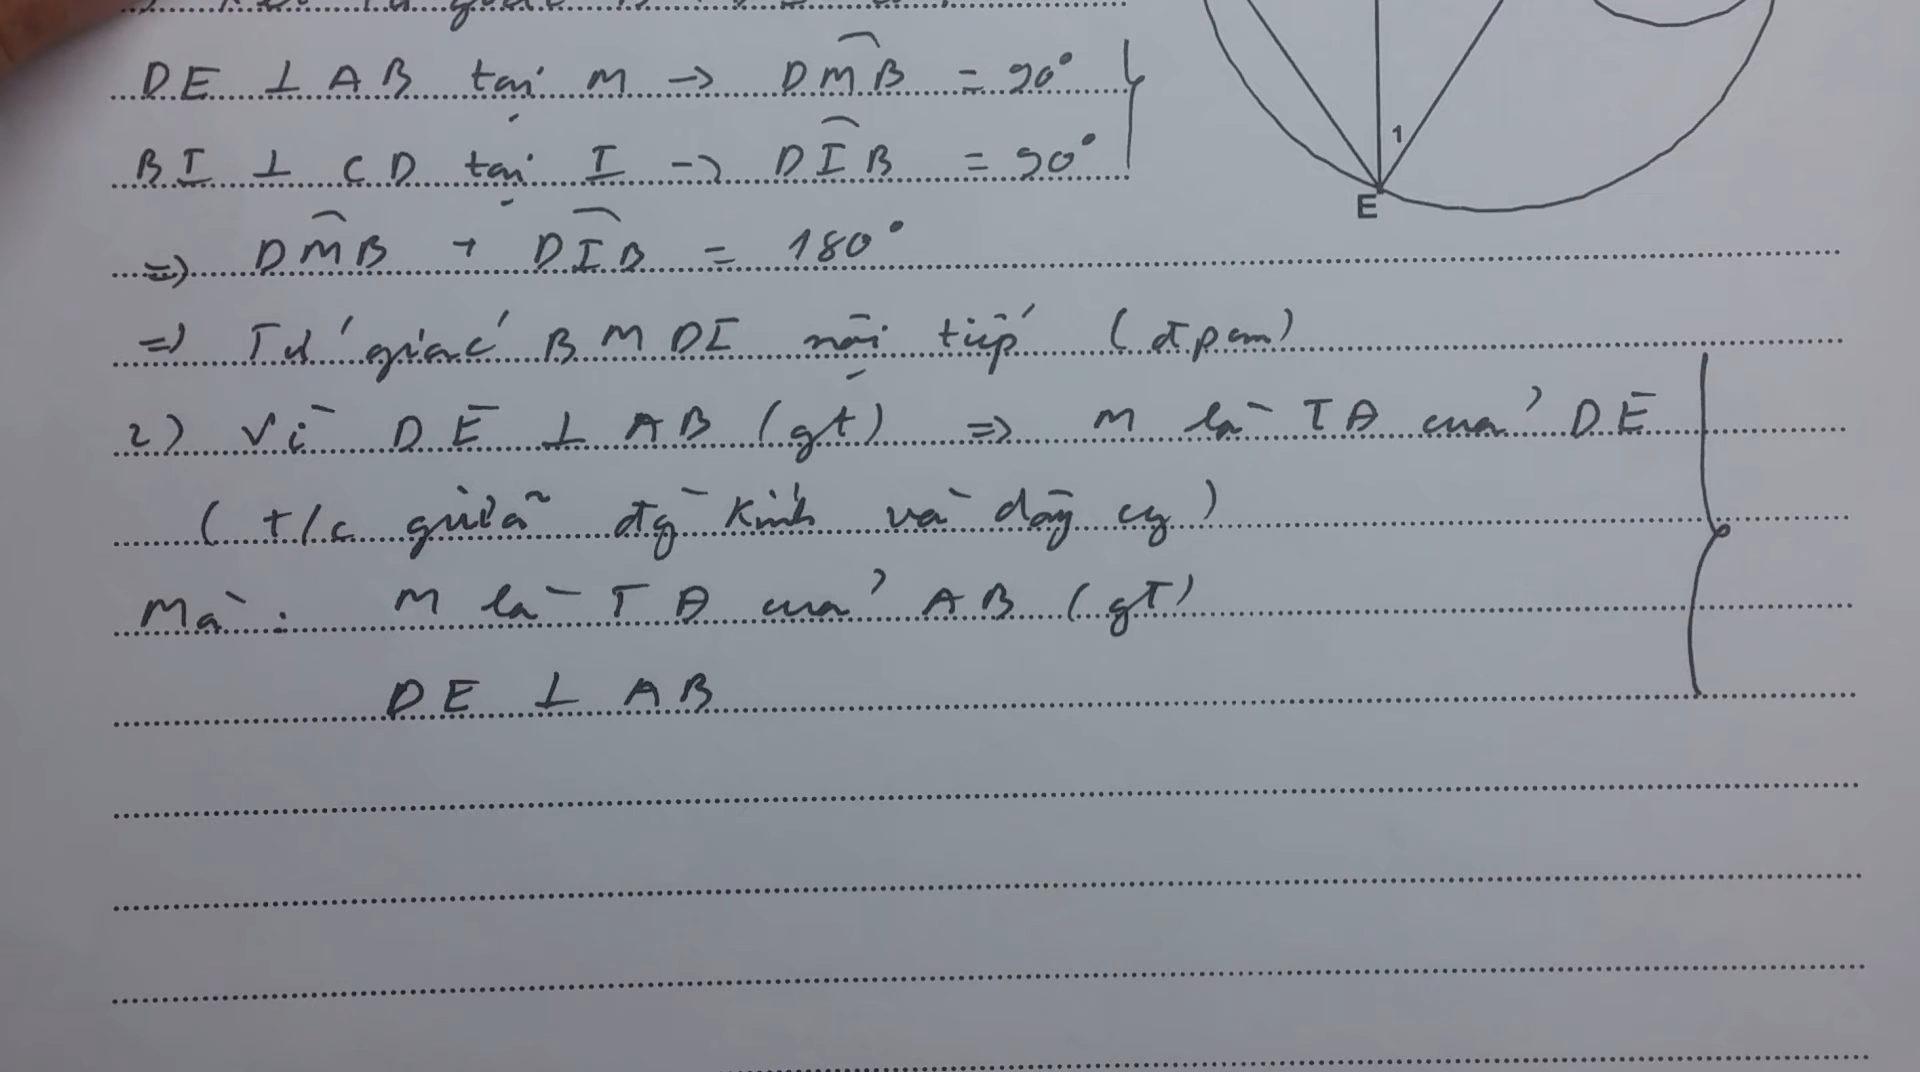 DE ⊥ AB tại M → DMB = 90°
BI ⊥ CD tại I → DIB = 90°
1
E
=> DMB + DIB = 180°
=> Tứ giác BMDI nội tiếp (đpcm)
2) Vì DE ⊥ AB (gt) => M là TĐ của DE
(t/c giữa đg kính và dây cg)
Mà: M là TĐ của AB (gt)
DE ⊥ AB